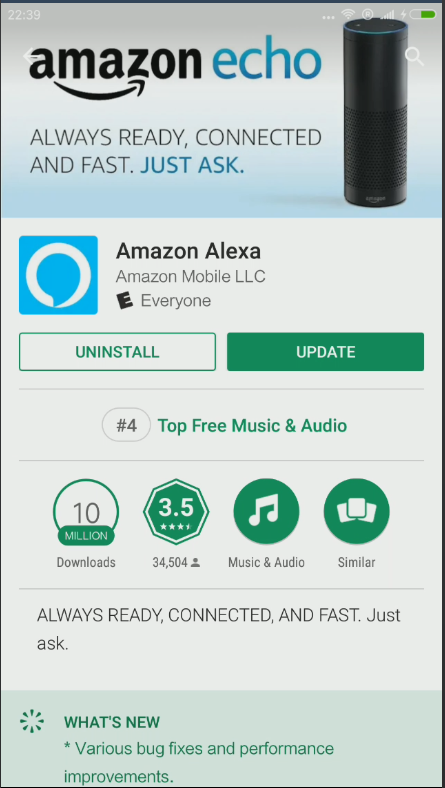 22:39
amazon echo
ALWAYS READY, CONNECTED
AND FAST. JUST ASK.
amazon
Amazon Alexa
Amazon Mobile LLC
E Everyone
UNINSTALL
UPDATE
#4 Top Free Music & Audio
10
MILLION
Downloads
3.5
34,504
Music & Audio
Similar
ALWAYS READY, CONNECTED, AND FAST. Just
ask.
WHAT'S NEW
* Various bug fixes and performance
improvements.